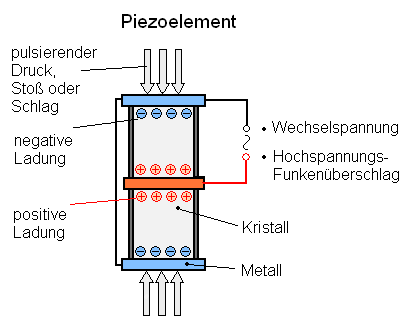 Piezoelement
pulsierender
Druck,
Stoß oder
Schlag
negative
Ladung
positive
Ladung
• Wechselspannung
• Hochspannungs-
Funkenüberschlag
Kristall
Metall